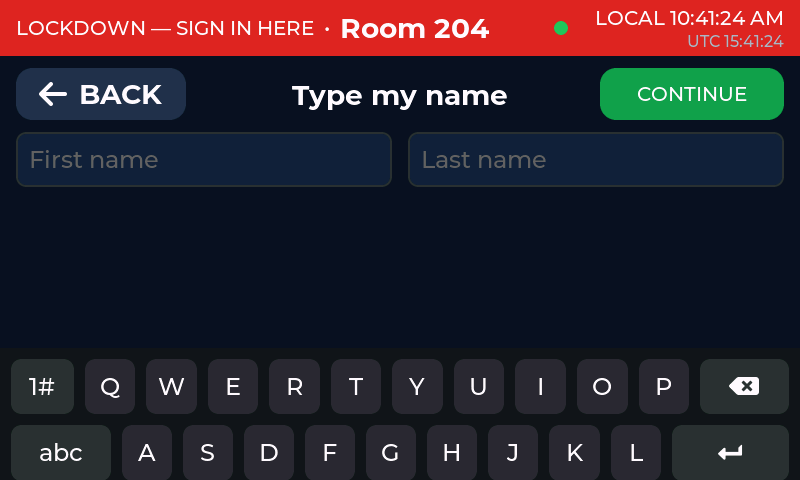 LOCKDOWN — SIGN IN HERE · Room 204
LOCAL 10:41:24 AM
UTC 15:41:24
BACK
Type my name
CONTINUE
First name
Last name
1# Q W E R T Y U I O P
abc A S D F G H J K L